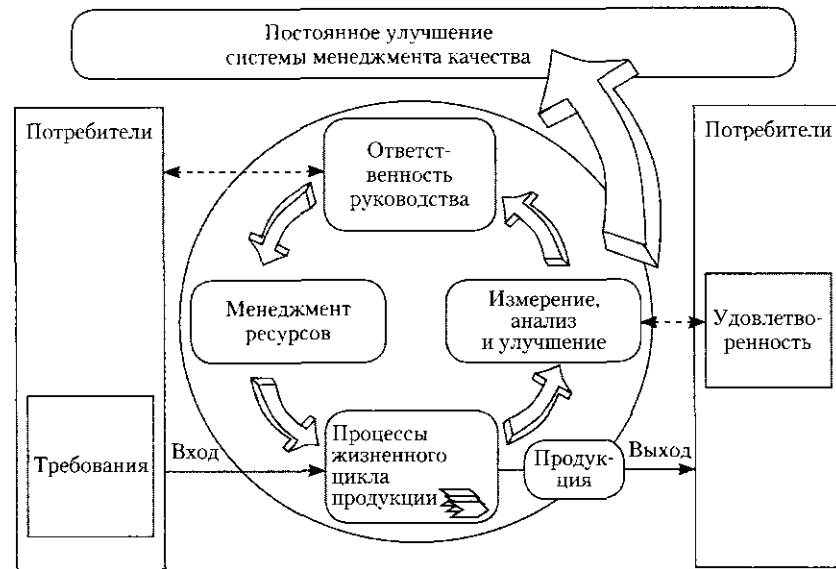 Постоянное улучшение
системы менеджмента качества
Потребители
Потребители
Ответст-
венность
руководства
Менеджмент
ресурсов
Измерение,
анализ
и улучшение
Удовлетво-
ренность
Требования
Вход
Процессы
жизненного
цикла
продукции
Продук-
ция
Выход